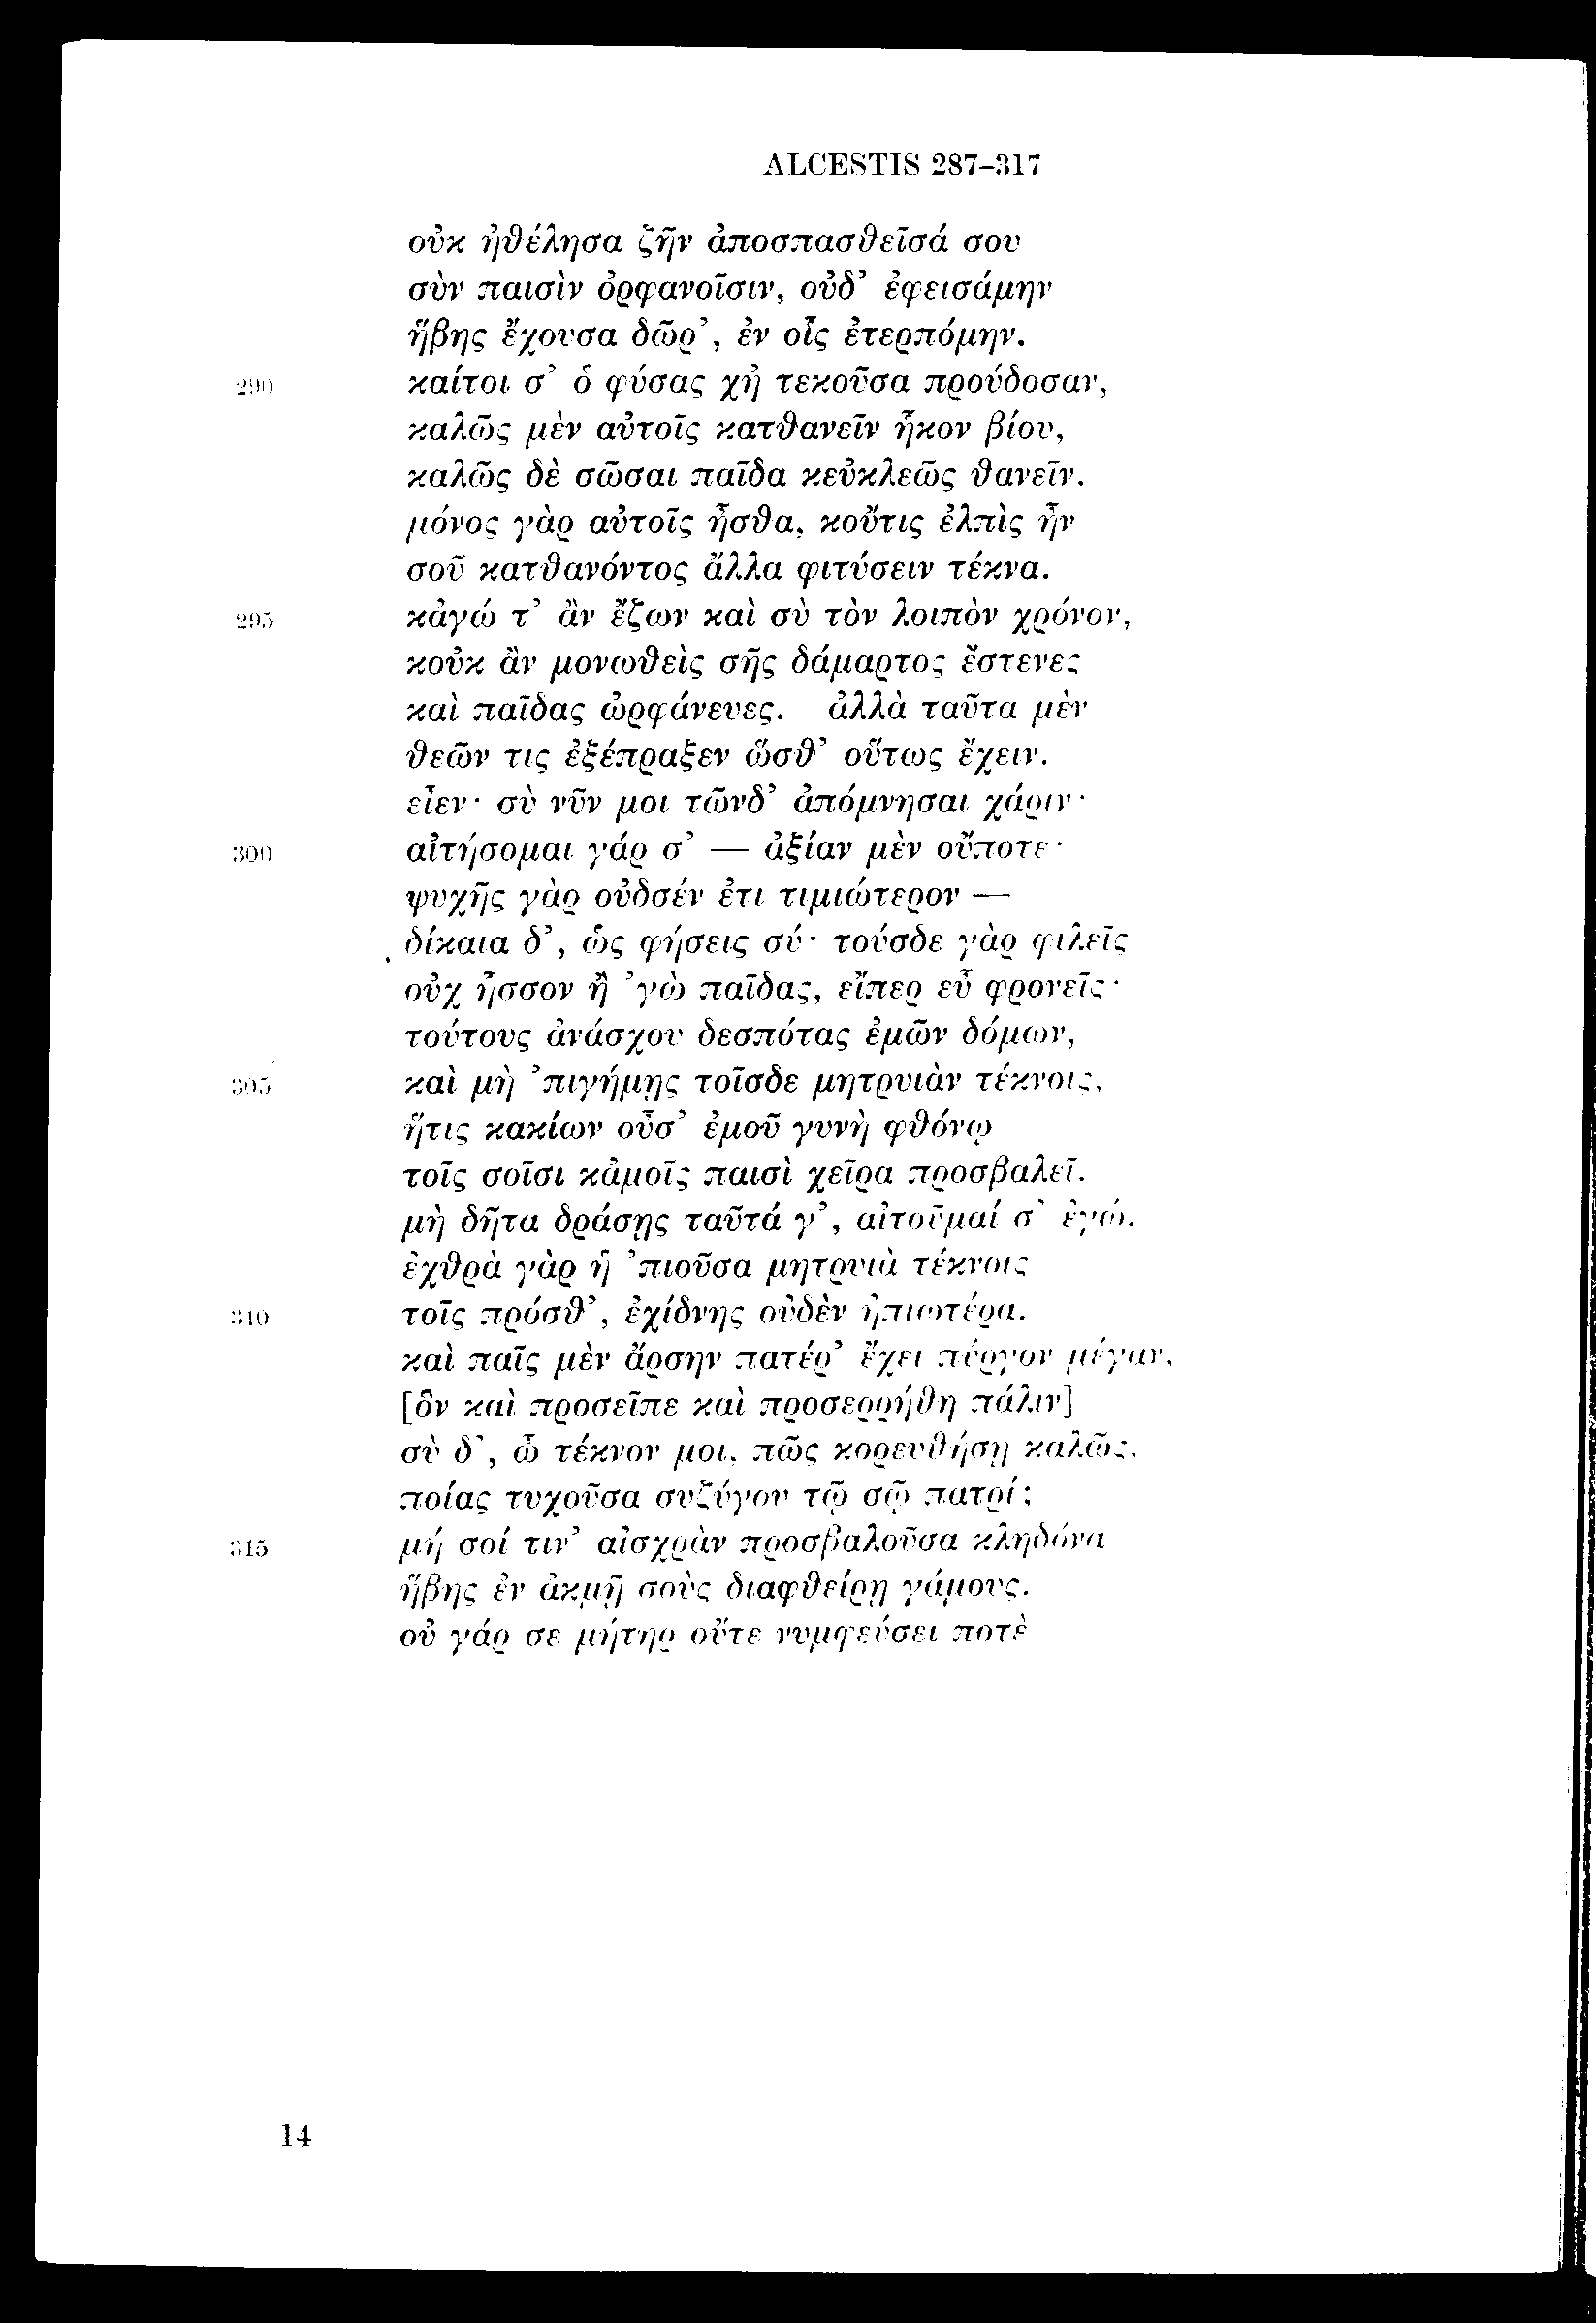 ALCESTIS 287–317
οὐκ ἠθέλησα ζῆν ἀποσπασθεῖσά σου
σὺν παισὶν ὀρφανοῖσιν, οὐδ’ ἐφεισάμην
ἥβης ἔχουσα δῶρ’, ἐν οἷς ἐτερπόμην.
290 καίτοι σ’ ὁ φύσας χἠ τεκοῦσα προύδοσαν,
καλῶς μὲν αὐτοῖς κατθανεῖν ἧκον βίου,
καλῶς δὲ σῶσαι παῖδα κεὐκλεῶς θανεῖν.
μόνος γὰρ αὐτοῖς ἦσθα, κοὔτις ἐλπὶς ἦν
σοῦ κατθανόντος ἄλλα φιτύσειν τέκνα.
295 κἀγώ τ’ ἂν ἔζων καὶ σὺ τὸν λοιπὸν χρόνον,
κοὐκ ἂν μονωθεὶς σῆς δάμαρτος ἔστενες
καὶ παῖδας ὠρφάνευες. ἀλλὰ ταῦτα μὲν
θεῶν τις ἐξέπραξεν ὥσθ’ οὕτως ἔχειν.
εἶεν· σὺ νῦν μοι τῶνδ’ ἀπόμνησαι χάριν·
300 αἰτήσομαι γάρ σ’ — ἀξίαν μὲν οὔποτε·
ψυχῆς γὰρ οὐδσέν ἐτι τιμιώτερον —
δίκαια δ’, ὡς φήσεις σύ· τούσδε γὰρ φιλεῖς
οὐχ ἧσσον ἢ ’γὼ παῖδας, εἴπερ εὖ φρονεῖς·
τούτους ἀνάσχου δεσπότας ἐμῶν δόμων,
305 καὶ μὴ ’πιγήμῃς τοῖσδε μητρυιὰν τέκνοις,
ἥτις κακίων οὖσ’ ἐμοῦ γυνὴ φθόνῳ
τοῖς σοῖσι κἀμοῖς παισὶ χεῖρα προσβαλεῖ.
μὴ δῆτα δράσῃς ταῦτά γ’, αἰτοῦμαί σ’ ἐγώ.
ἐχθρὰ γὰρ ἡ ’πιοῦσα μητρυιὰ τέκνοις
310 τοῖς πρόσθ’, ἐχίδνης οὐδὲν ἠπιωτέρα.
καὶ παῖς μὲν ἄρσην πατέρ’ ἔχει πύργον μέγαν,
[ὃν καὶ προσεῖπε καὶ προσερρήθη πάλιν]
σὺ δ’, ὦ τέκνον μοι, πῶς κορευθήσῃ καλῶς,
ποίας τυχοῦσα συζύγου τῷ σῷ πατρί;
315 μή σοί τιν’ αἰσχρὰν προσβαλοῦσα κληδόνα
ἥβης ἐν ἀκμῇ σοὺς διαφθείρῃ γάμους.
οὐ γάρ σε μήτηρ οὔτε νυμφεύσει ποτὲ
14